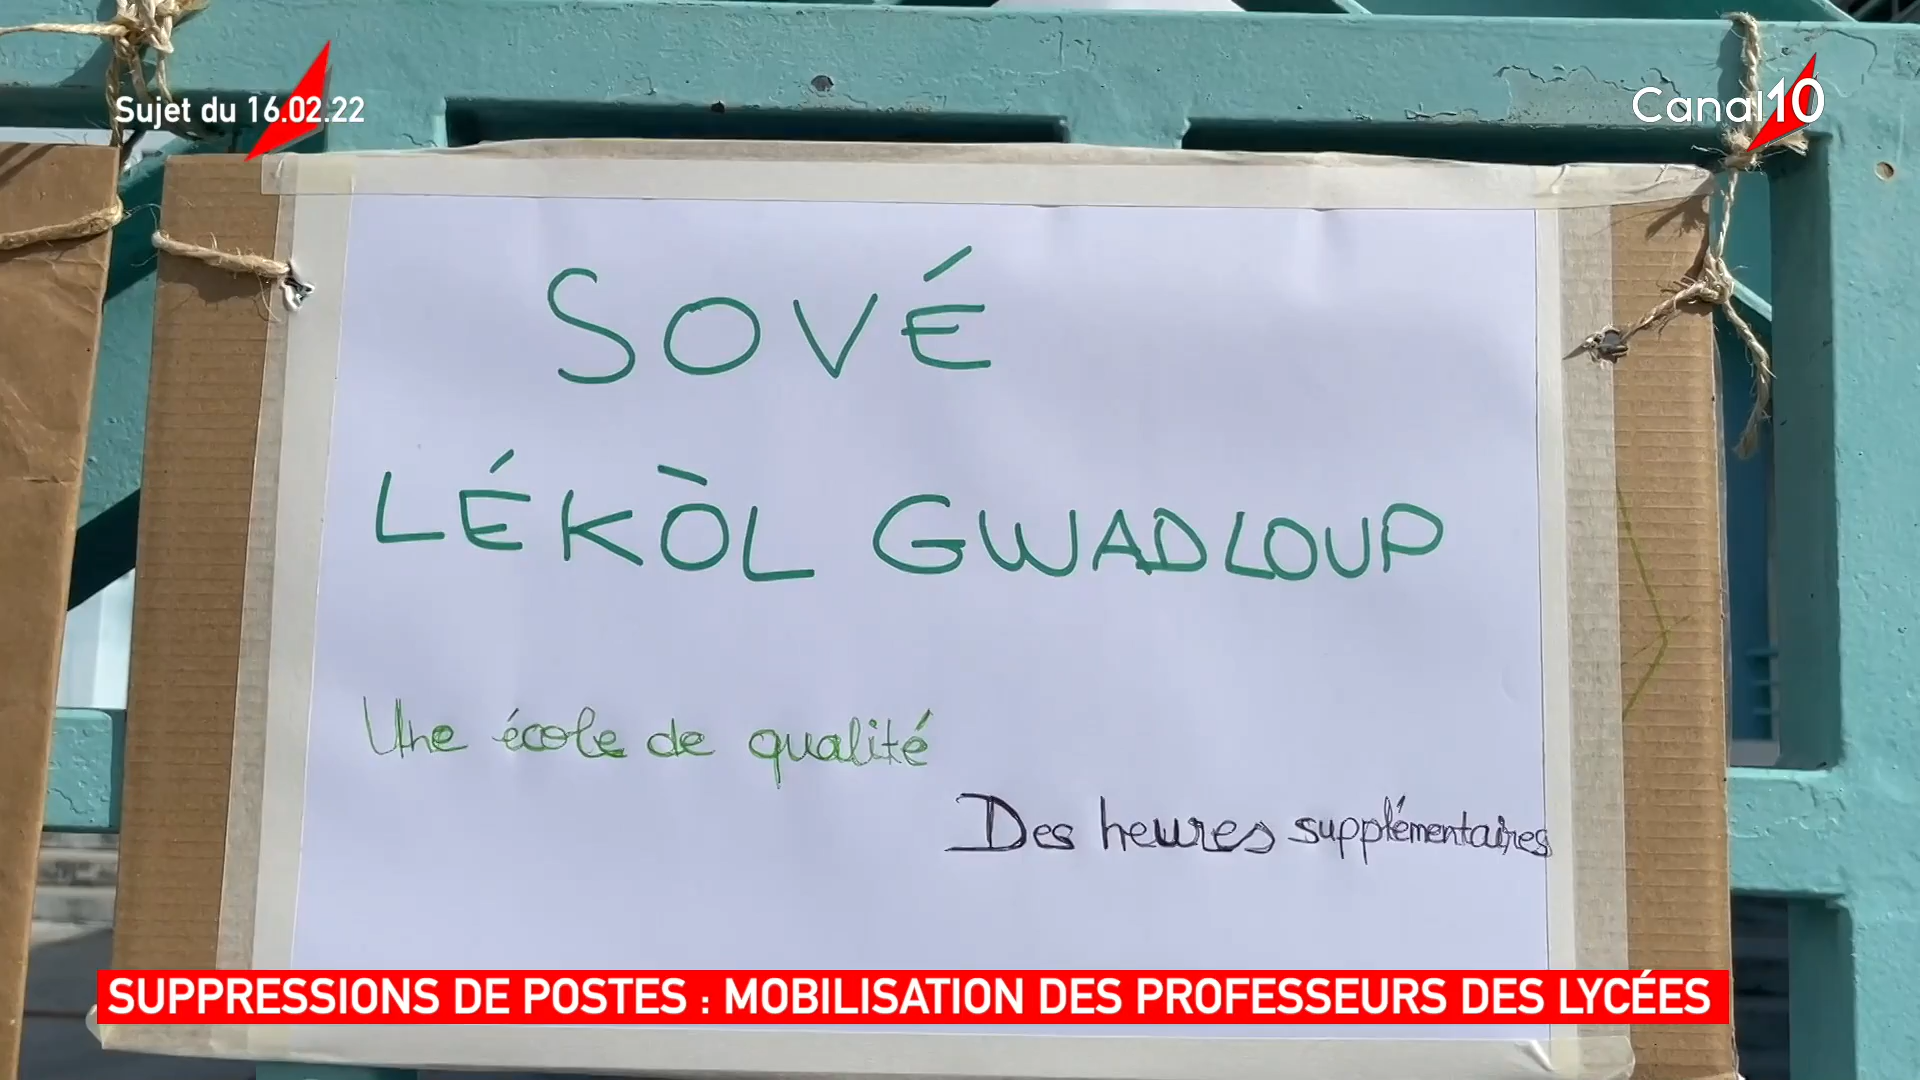 Sujet du 16.02.22
Canal10
SOVÉ
LÉKÒL GWADLOUP
Une école de qualité
Des heures supplémentaires
SUPPRESSIONS DE POSTES : MOBILISATION DES PROFESSEURS DES LYCÉES